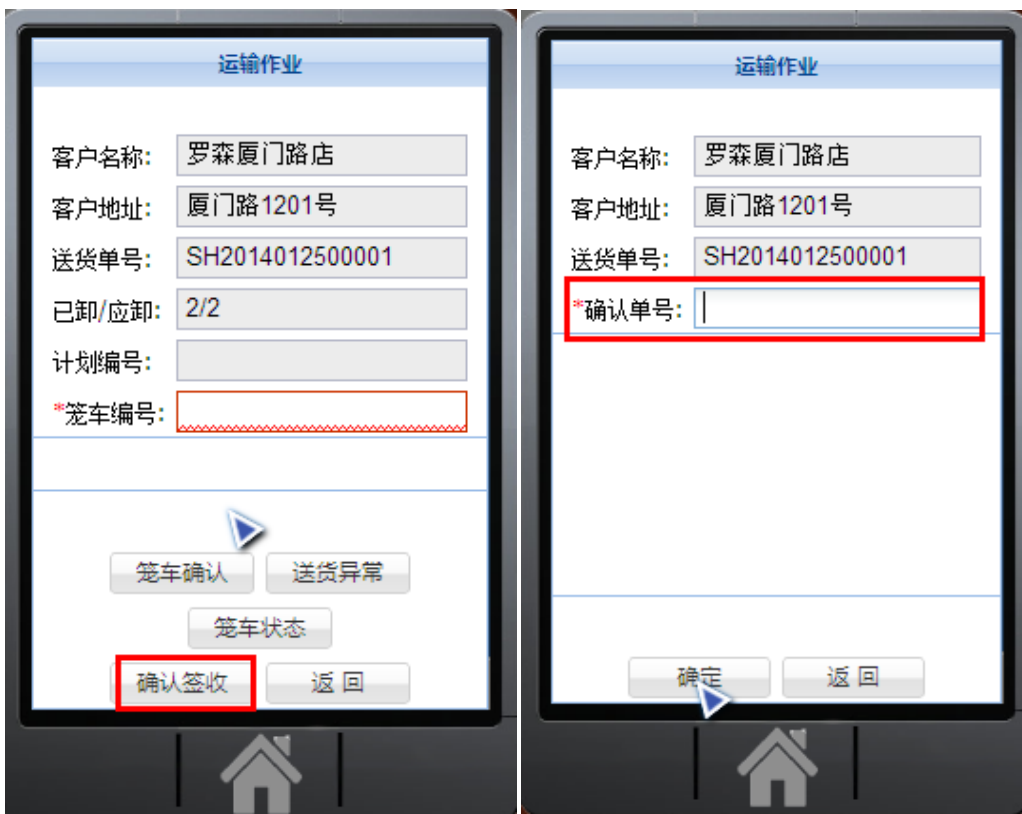 运输作业
客户名称: 罗森厦门路店
客户地址: 厦门路1201号
送货单号: SH2014012500001
已卸/应卸: 2/2
计划编号:
*笼车编号:
笼车确认 送货异常
笼车状态
确认签收 返 回
运输作业
客户名称: 罗森厦门路店
客户地址: 厦门路1201号
送货单号: SH2014012500001
*确认单号:
确定 返 回